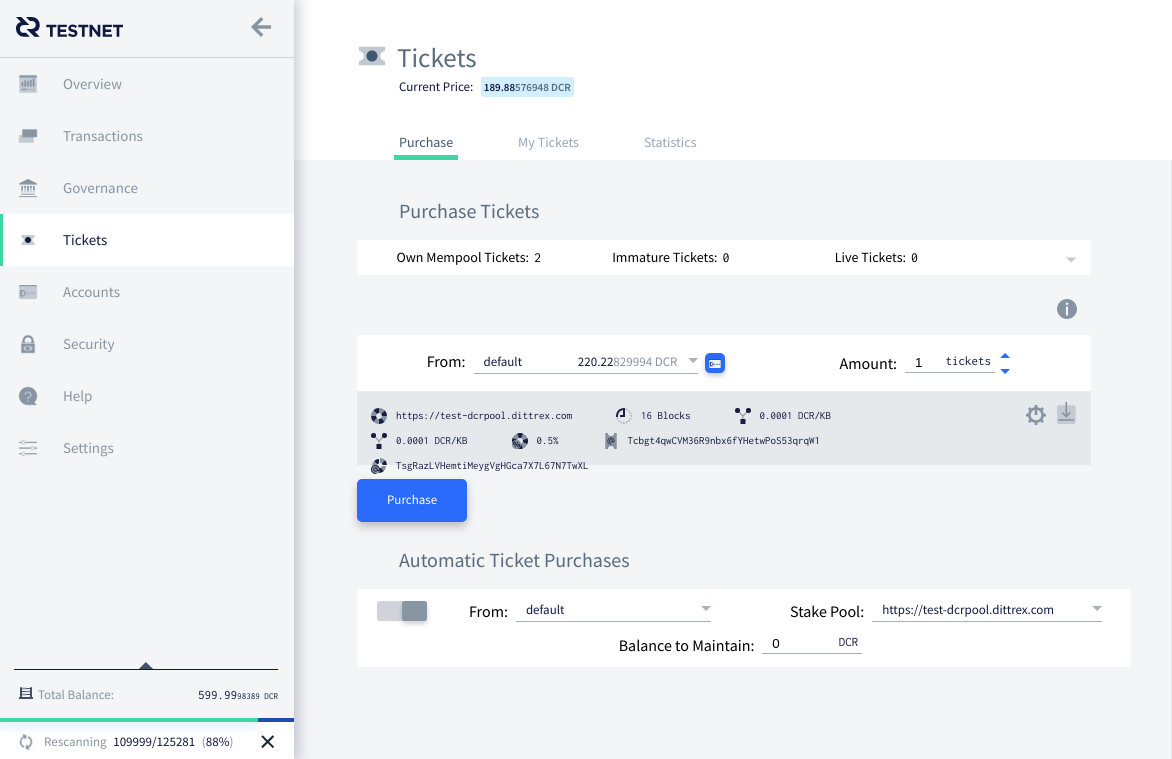 TESTNET
Overview
Transactions
Governance
Tickets
Accounts
Security
Help
Settings
Total Balance: 599.9998389 DCR
Rescanning 109999/125281 (88%)
Tickets
Current Price: 189.88576948 DCR
Purchase My Tickets Statistics
Purchase Tickets
Own Mempool Tickets: 2 Immature Tickets: 0 Live Tickets: 0
From: default 220.22829994 DCR Amount: 1 tickets
https://test-dcrpool.dittrex.com 16 Blocks 0.0001 DCR/KB
0.0001 DCR/KB 0.5% Tcbgt4qwCVM36R9nbx6fYHetwPoS53qrqW1
TsgRazLVHemtiMeygVgHGca7X7L67N7TwXL
Purchase
Automatic Ticket Purchases
From: default Stake Pool: https://test-dcrpool.dittrex.com
Balance to Maintain: 0 DCR